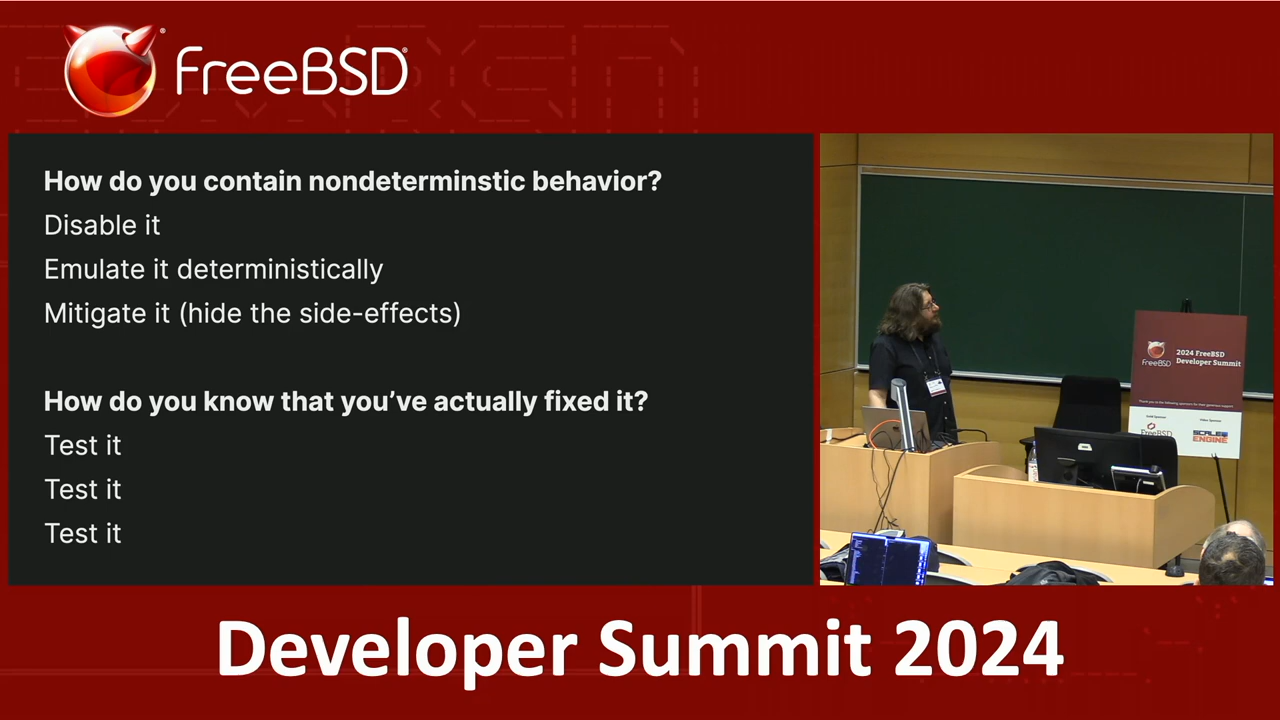 FreeBSD
How do you contain nondeterminstic behavior?
Disable it
Emulate it deterministically
Mitigate it (hide the side-effects)
How do you know that you’ve actually fixed it?
Test it
Test it
Test it
2024 FreeBSD
Developer Summit
FreeBSD
FreeBSD
SCALE
ENGINE
Developer Summit 2024